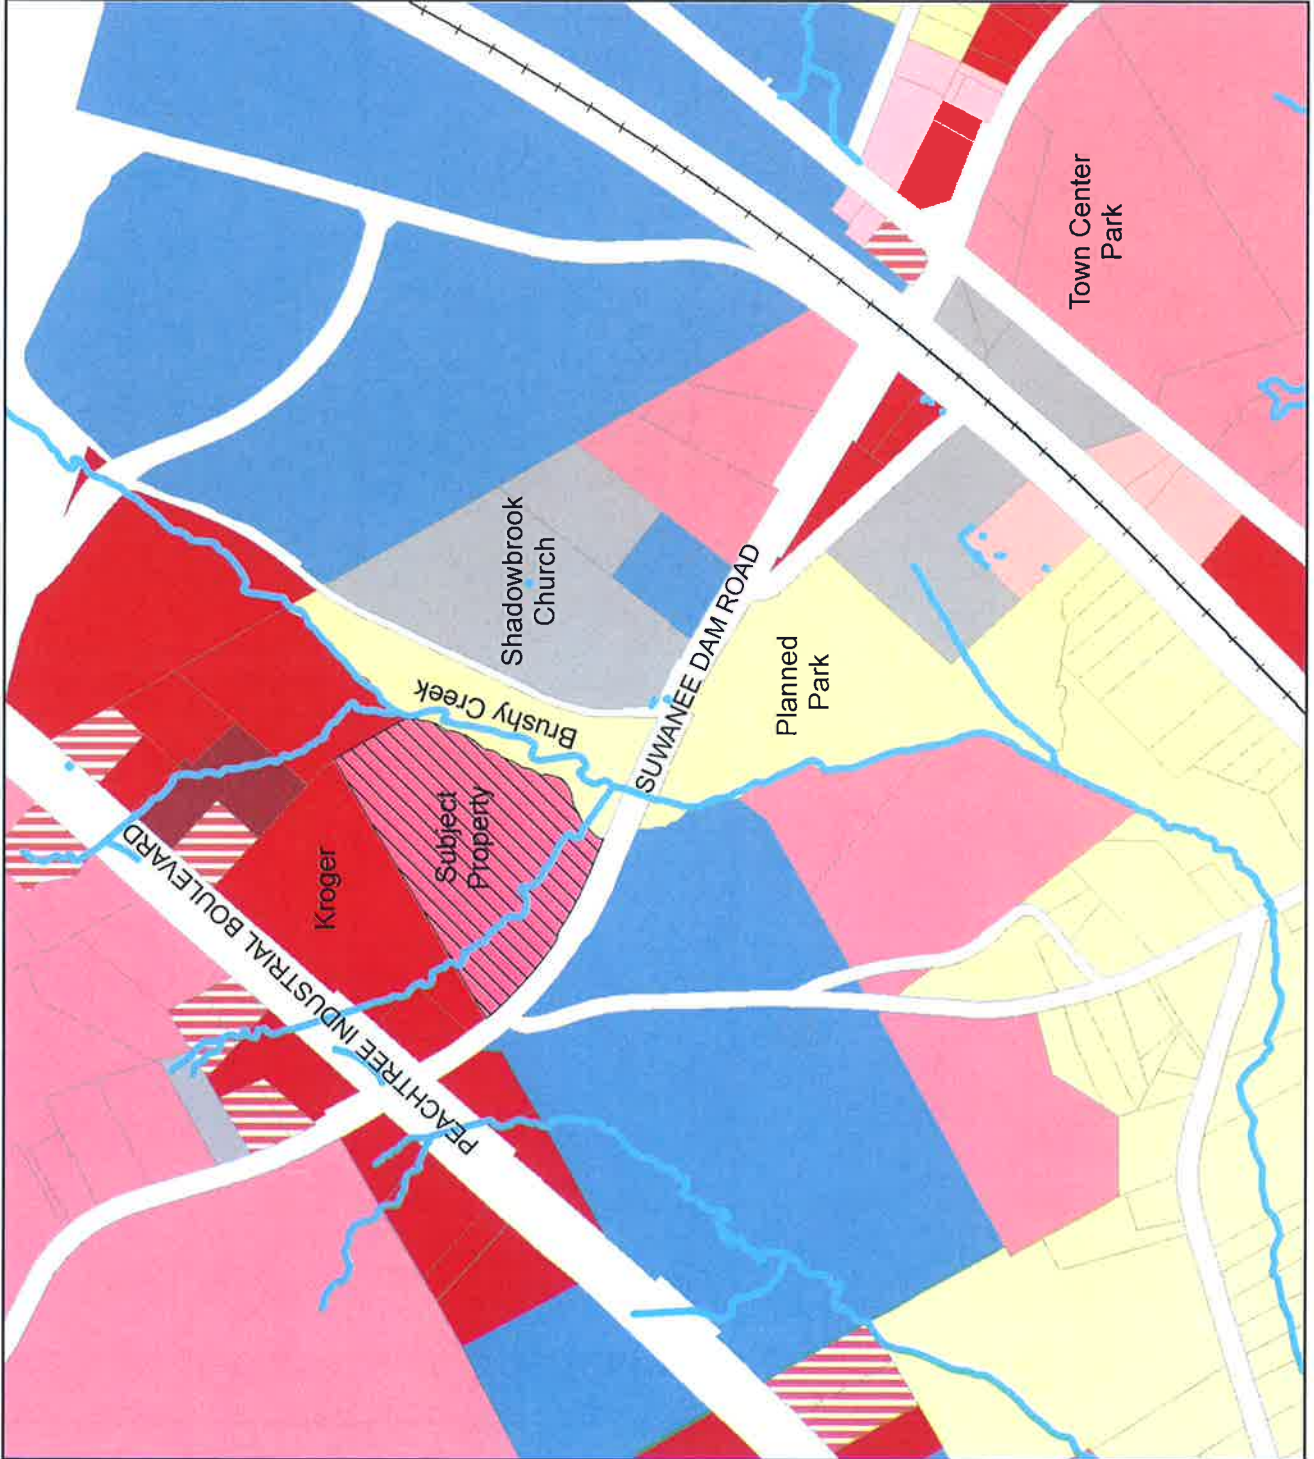 PEACHTREE INDUSTRIAL BOULEVARD
Kroger
Subject
Property
Brushy Creek
Shadowbrook
Church
SUWANEE DAM ROAD
Planned
Park
Town Center
Park